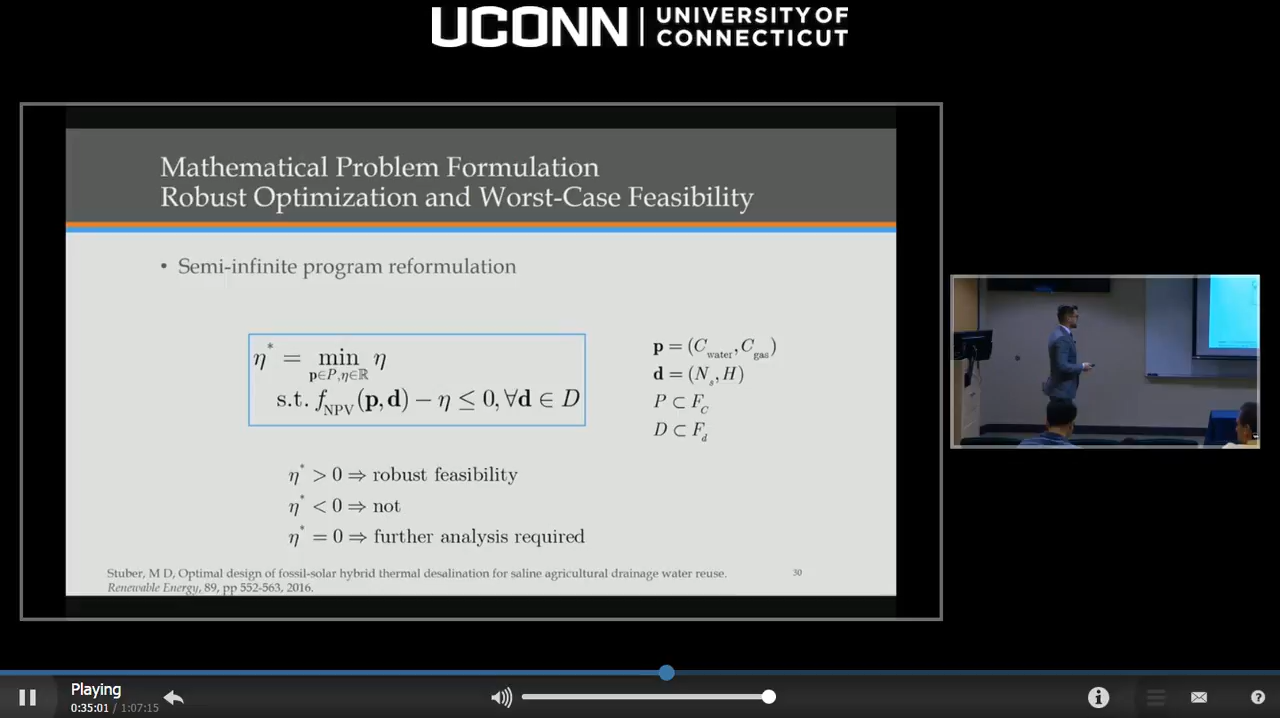 UCONN
UNIVERSITY OF
CONNECTICUT
Mathematical Problem Formulation
Robust Optimization and Worst-Case Feasibility
• Semi-infinite program reformulation
η* = min η
p∈P,η∈ℝ
s.t. f_NPV(p,d) − η ≤ 0, ∀d ∈ D
p = (C_water, C_gas)
d = (N_s, H)
P ⊂ F_C
D ⊂ F_d
η* > 0 ⇒ robust feasibility
η* < 0 ⇒ not
η* = 0 ⇒ further analysis required
Stuber, M D, Optimal design of fossil-solar hybrid thermal desalination for saline agricultural drainage water reuse.
Renewable Energy, 89, pp 552-563, 2016.
30
Playing
0:35:01 / 1:07:15